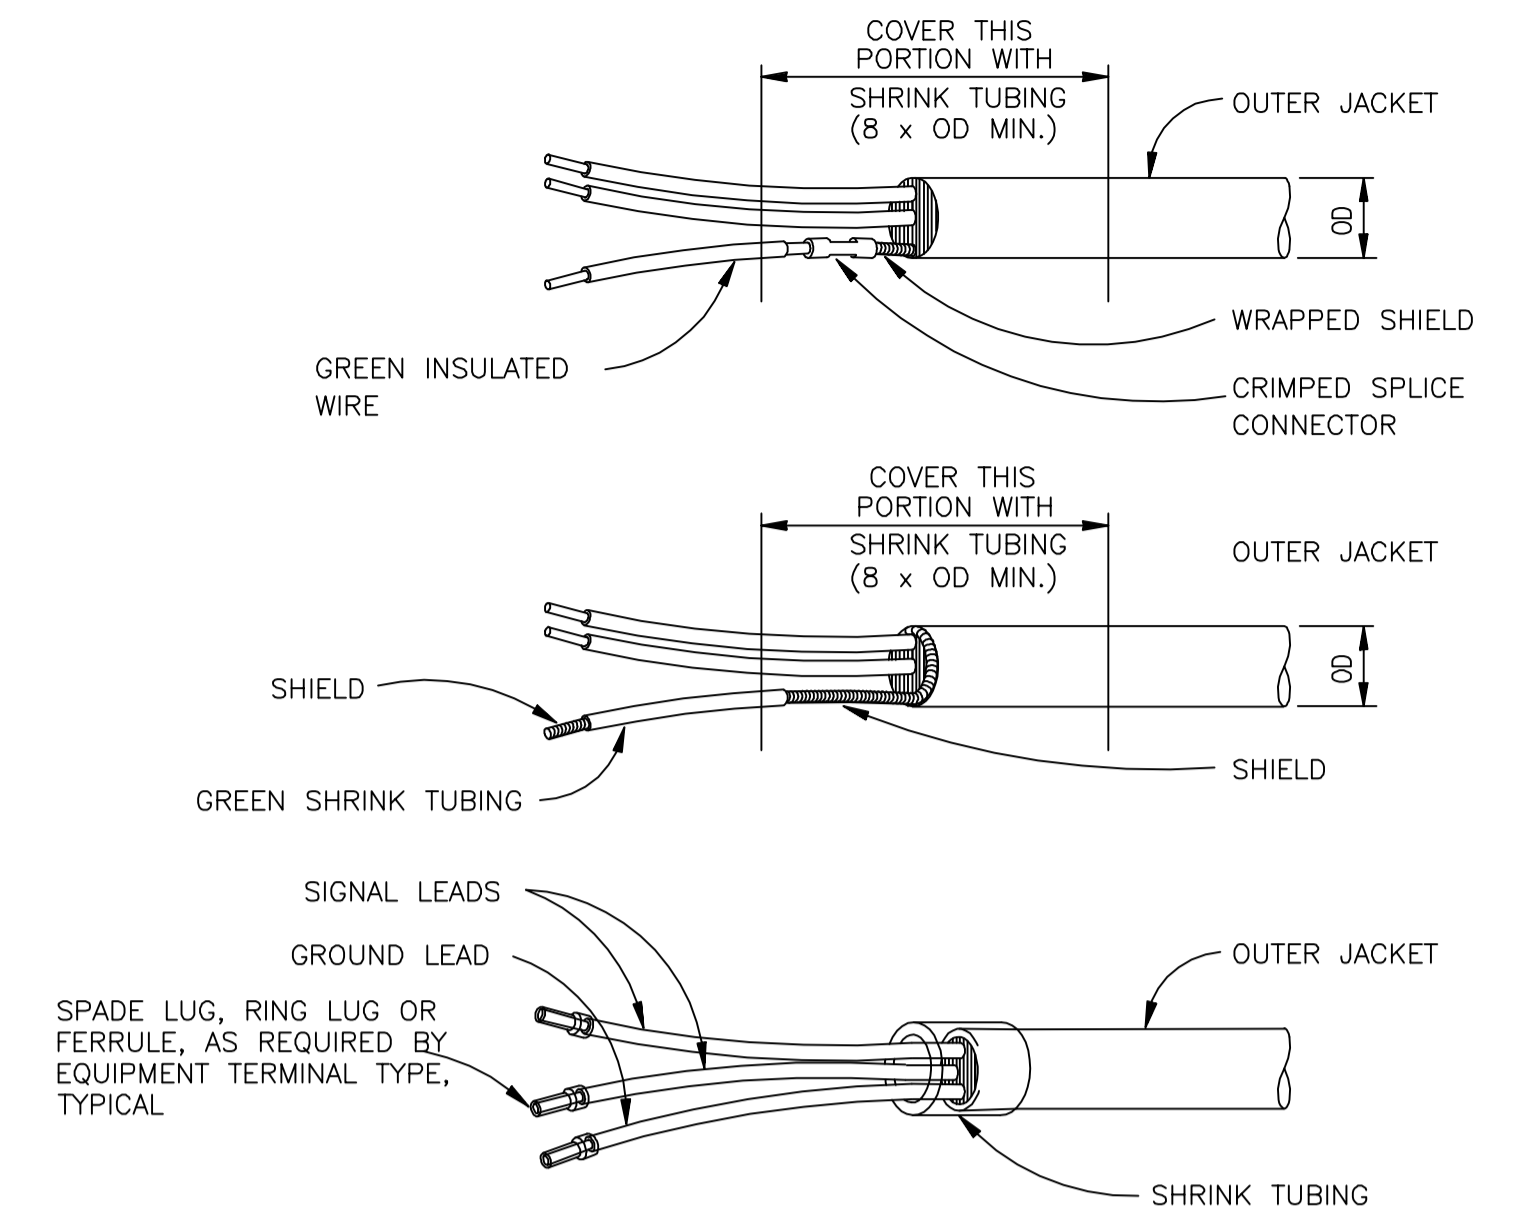 COVER THIS
PORTION WITH
SHRINK TUBING
(8 x OD MIN.)
OUTER JACKET
OD
WRAPPED SHIELD
GREEN INSULATED
WIRE
CRIMPED SPLICE
CONNECTOR
COVER THIS
PORTION WITH
SHRINK TUBING
(8 x OD MIN.)
OUTER JACKET
OD
SHIELD
SHIELD
GREEN SHRINK TUBING
SIGNAL LEADS
GROUND LEAD
OUTER JACKET
SPADE LUG, RING LUG OR
FERRULE, AS REQUIRED BY
EQUIPMENT TERMINAL TYPE,
TYPICAL
SHRINK TUBING